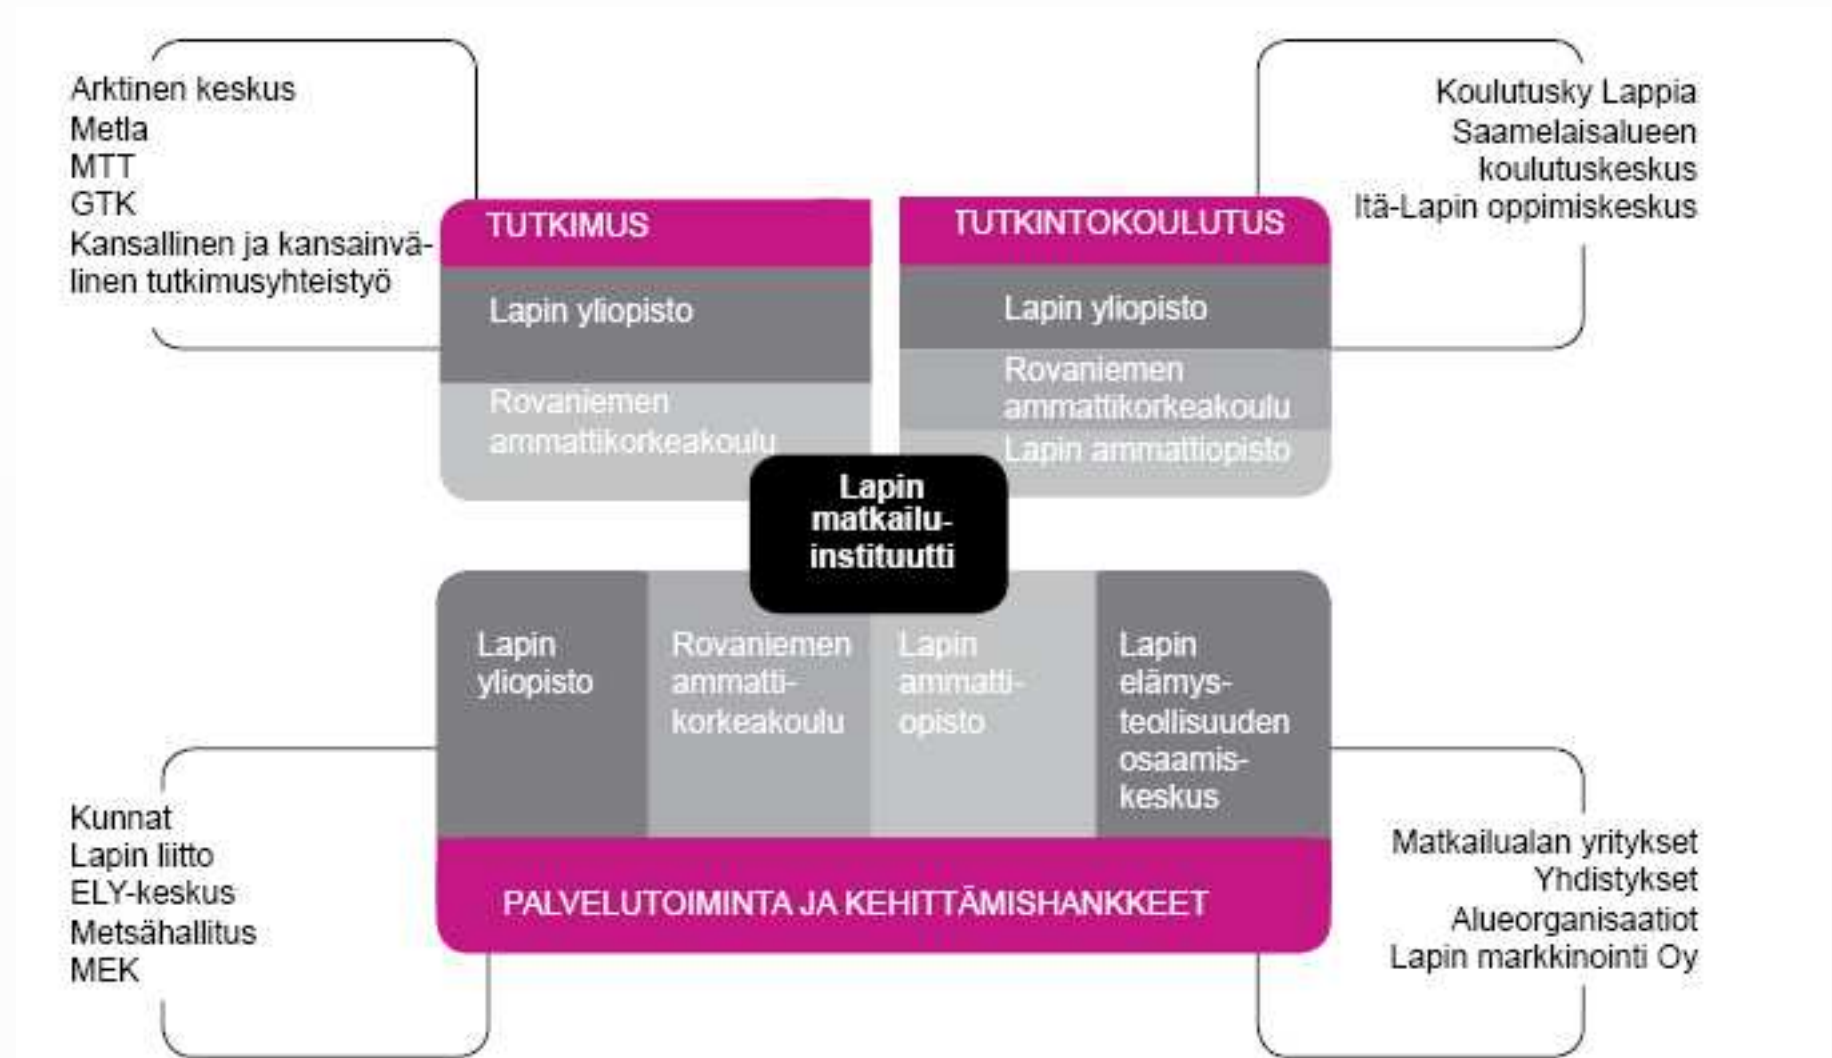 Arktinen keskus
Metla
MTT
GTK
Kansallinen ja kansainvä-
linen tutkimusyhteistyö
Koulutusky Lappia
Saamelaisalueen
koulutuskeskus
Itä-Lapin oppimiskeskus
TUTKIMUS
Lapin yliopisto
Rovaniemen
ammattikorkeakoulu
TUTKINTOKOULUTUS
Lapin yliopisto
Rovaniemen
ammattikorkeakoulu
Lapin ammattiopisto
Lapin
matkailu-
instituutti
Lapin
yliopisto
Rovaniemen
ammatti-
korkeakoulu
Lapin
ammatti-
opisto
Lapin
elämys-
teollisuuden
osaamis-
keskus
PALVELUTOIMINTA JA KEHITTÄMISHANKKEET
Kunnat
Lapin liitto
ELY-keskus
Metsähallitus
MEK
Matkailualan yritykset
Yhdistykset
Alueorganisaatiot
Lapin markkinointi Oy